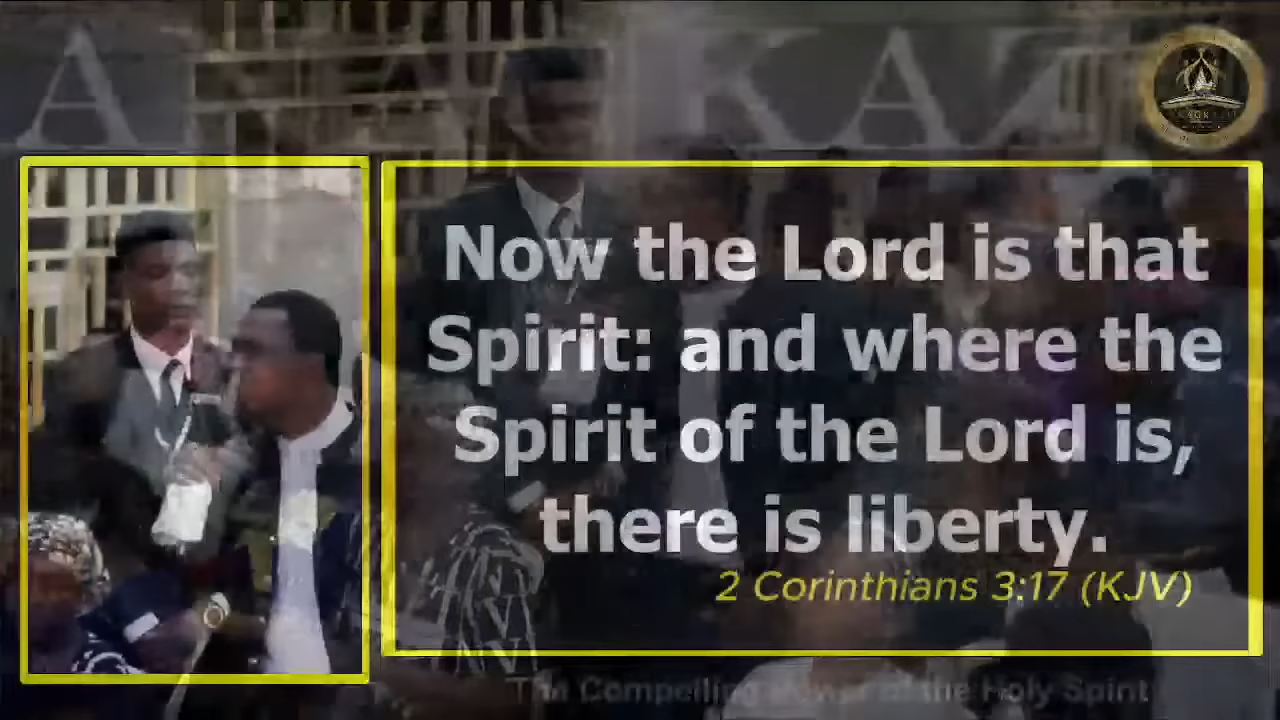 Now the Lord is that
Spirit: and where the
Spirit of the Lord is,
there is liberty.
2 Corinthians 3:17 (KJV)
The Compelling Power of the Holy Spirit